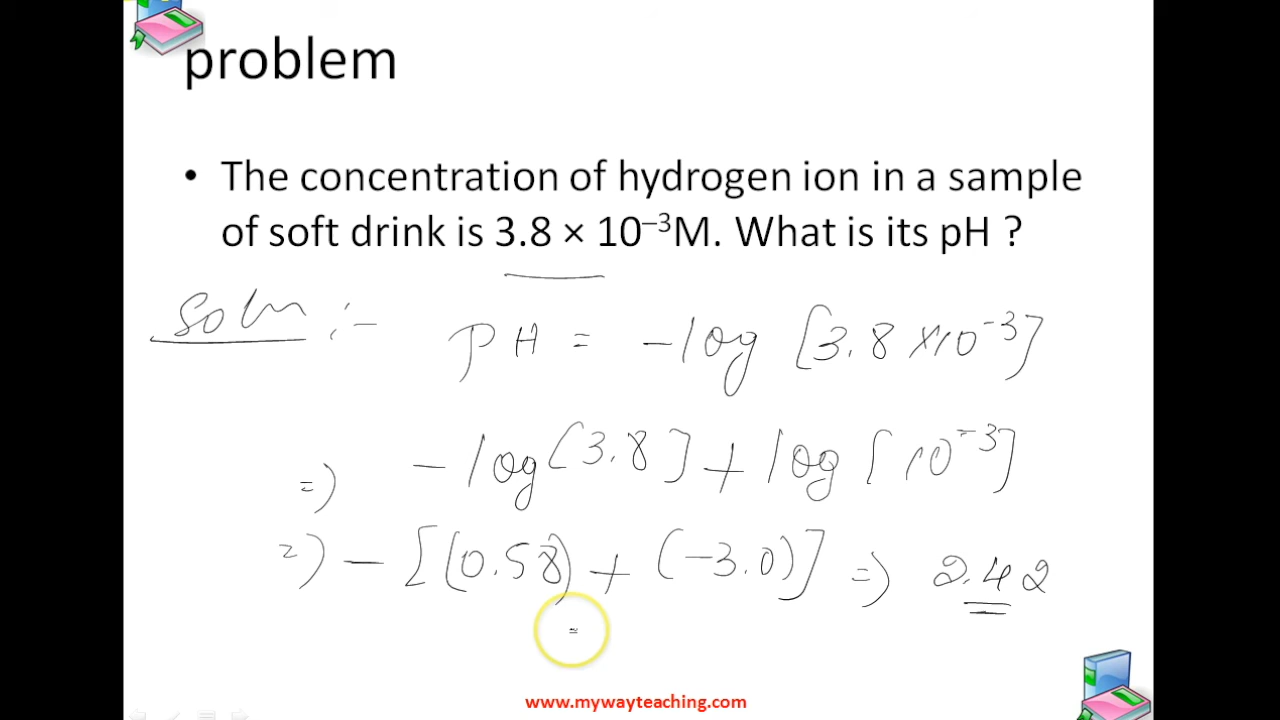 problem
• The concentration of hydrogen ion in a sample
of soft drink is 3.8 × 10⁻³M. What is its pH ?
Soln :-
PH = -log [3.8 × 10⁻³]
=) -log [3.8] + log [10⁻³]
=) - [(0.58) + (-3.0)] =) 2.42
=
www.mywayteaching.com